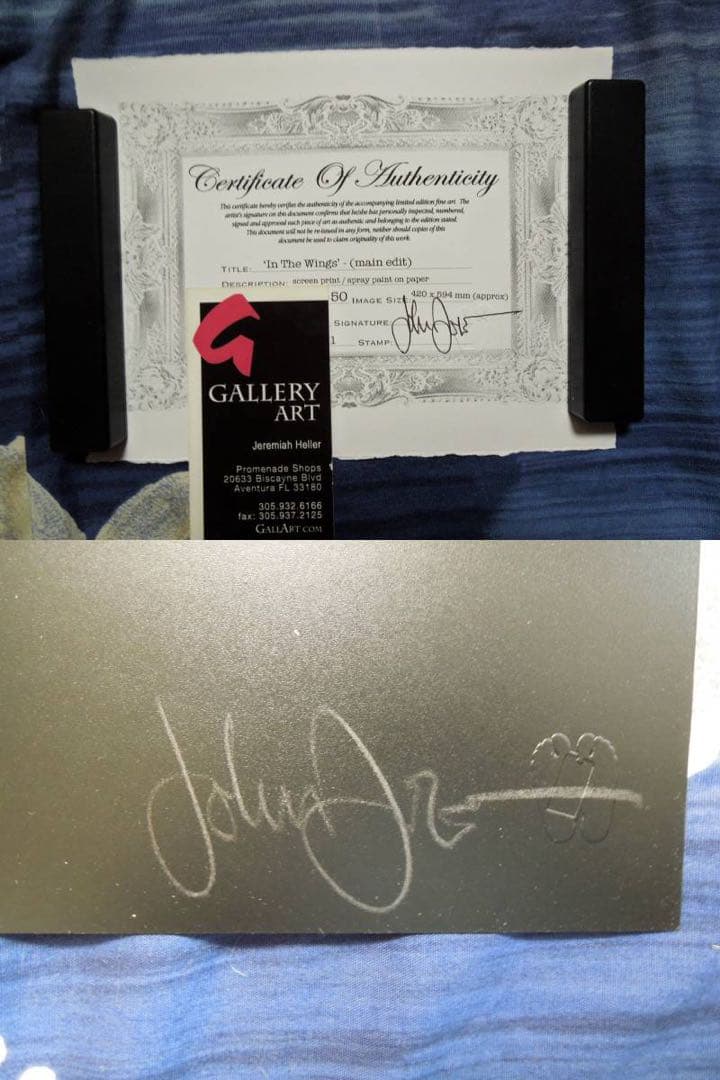 Certificate Of Authenticity
This certificate hereby verifies the authenticity of the accompanying limited edition fine art. The
artist's signature on this document confirms that he/she has personally inspected, numbered,
signed and approved each piece of art as authentic and belonging to the edition stated.
This document will not be re-issued in any form, neither should copies of this
document be used to claim originality of this work.
TITLE: 'In The Wings' - (main edit)
DESCRIPTION: screen print / spray paint on paper
50 IMAGE SIZ 420 x 594 mm (approx)
SIGNATURE
STAMP:
GALLERY
ART
Jeremiah Heller
Promenade Shops
20633 Biscayne Blvd
Aventura FL 33180
305.932.6166
fax: 305.937.2125
GALLART.COM